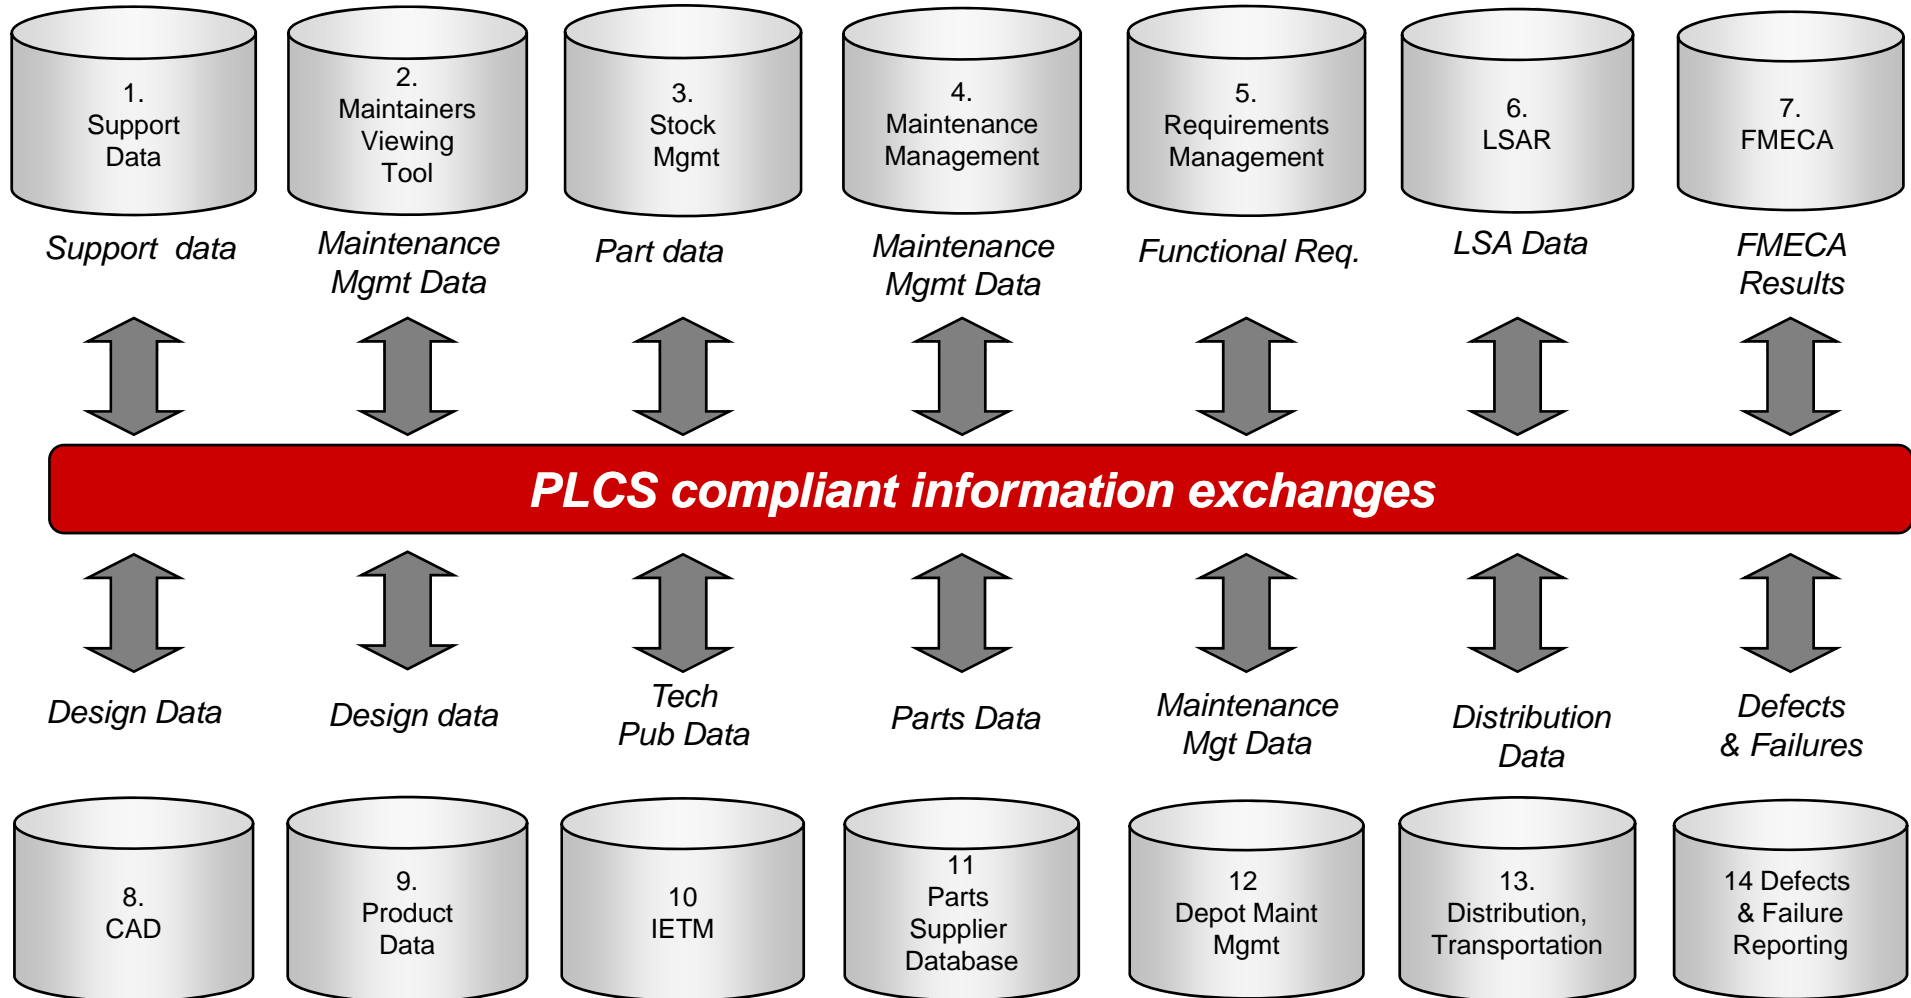 1.
Support
Data
2.
Maintainers
Viewing
Tool
3.
Stock
Mgmt
4.
Maintenance
Management
5.
Requirements
Management
6.
LSAR
7.
FMECA
Support data
Maintenance
Mgmt Data
Part data
Maintenance
Mgmt Data
Functional Req.
LSA Data
FMECA
Results
PLCS compliant information exchanges
Design Data
Design data
Tech
Pub Data
Parts Data
Maintenance
Mgt Data
Distribution
Data
Defects
& Failures
8.
CAD
9.
Product
Data
10
IETM
11
Parts
Supplier
Database
12
Depot Maint
Mgmt
13.
Distribution,
Transportation
14 Defects
& Failure
Reporting